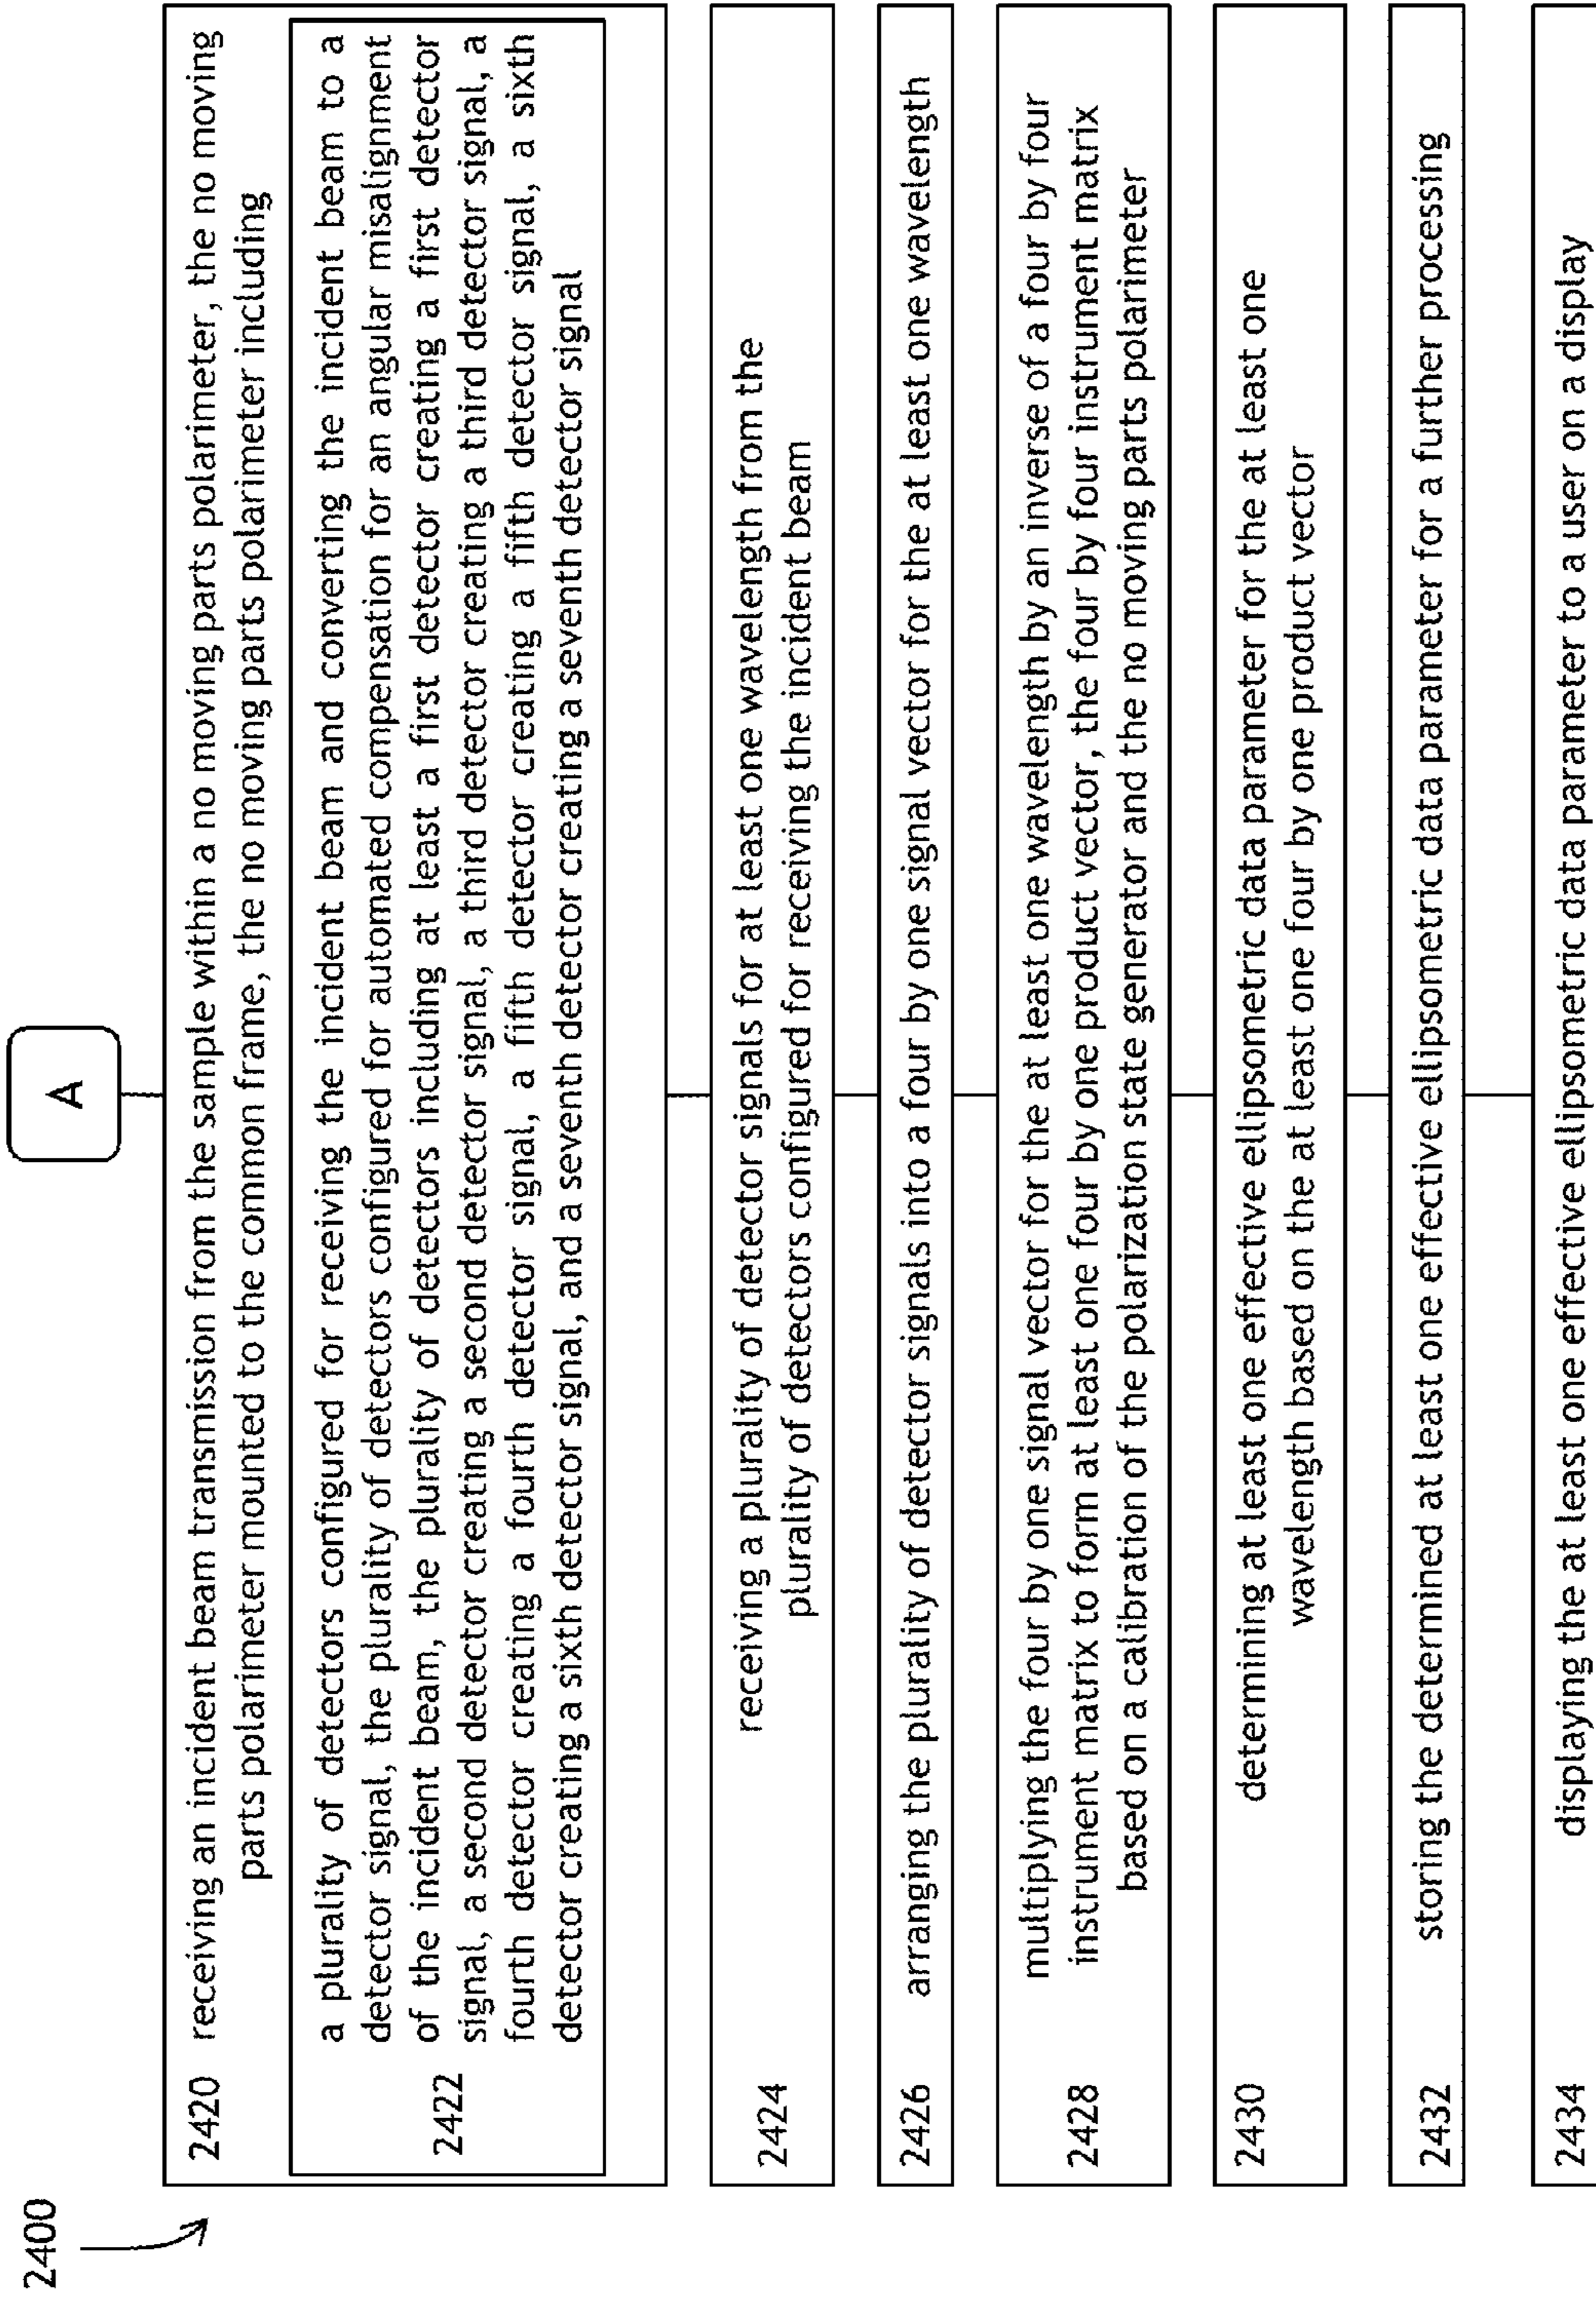 2400
A
2420 receiving an incident beam transmission from the sample within a no moving parts polarimeter, the no moving
parts polarimeter mounted to the common frame, the no moving parts polarimeter including
2422
a plurality of detectors configured for receiving the incident beam and converting the incident beam to a
detector signal, the plurality of detectors configured for automated compensation for an angular misalignment
of the incident beam, the plurality of detectors including at least a first detector creating a first detector
signal, a second detector creating a second detector signal, a third detector creating a third detector signal, a
fourth detector creating a fourth detector signal, a fifth detector creating a fifth detector signal, a sixth
detector creating a sixth detector signal, and a seventh detector creating a seventh detector signal
2424
receiving a plurality of detector signals for at least one wavelength from the
plurality of detectors configured for receiving the incident beam
2426 arranging the plurality of detector signals into a four by one signal vector for the at least one wavelength
2428
multiplying the four by one signal vector for the at least one wavelength by an inverse of a four by four
instrument matrix to form at least one four by one product vector, the four by four instrument matrix
based on a calibration of the polarization state generator and the no moving parts polarimeter
2430 determining at least one effective ellipsometric data parameter for the at least one
wavelength based on the at least one four by one product vector
2432 storing the determined at least one effective ellipsometric data parameter for a further processing
2434 displaying the at least one effective ellipsometric data parameter to a user on a display